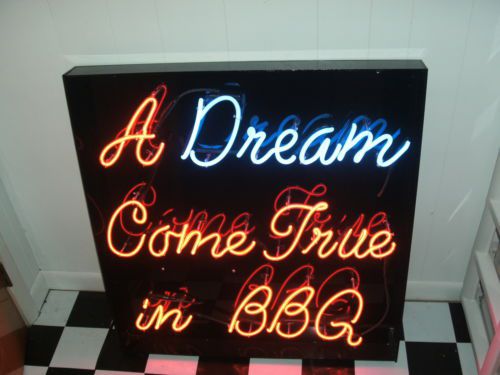 A Dream
Come True
in BBQ